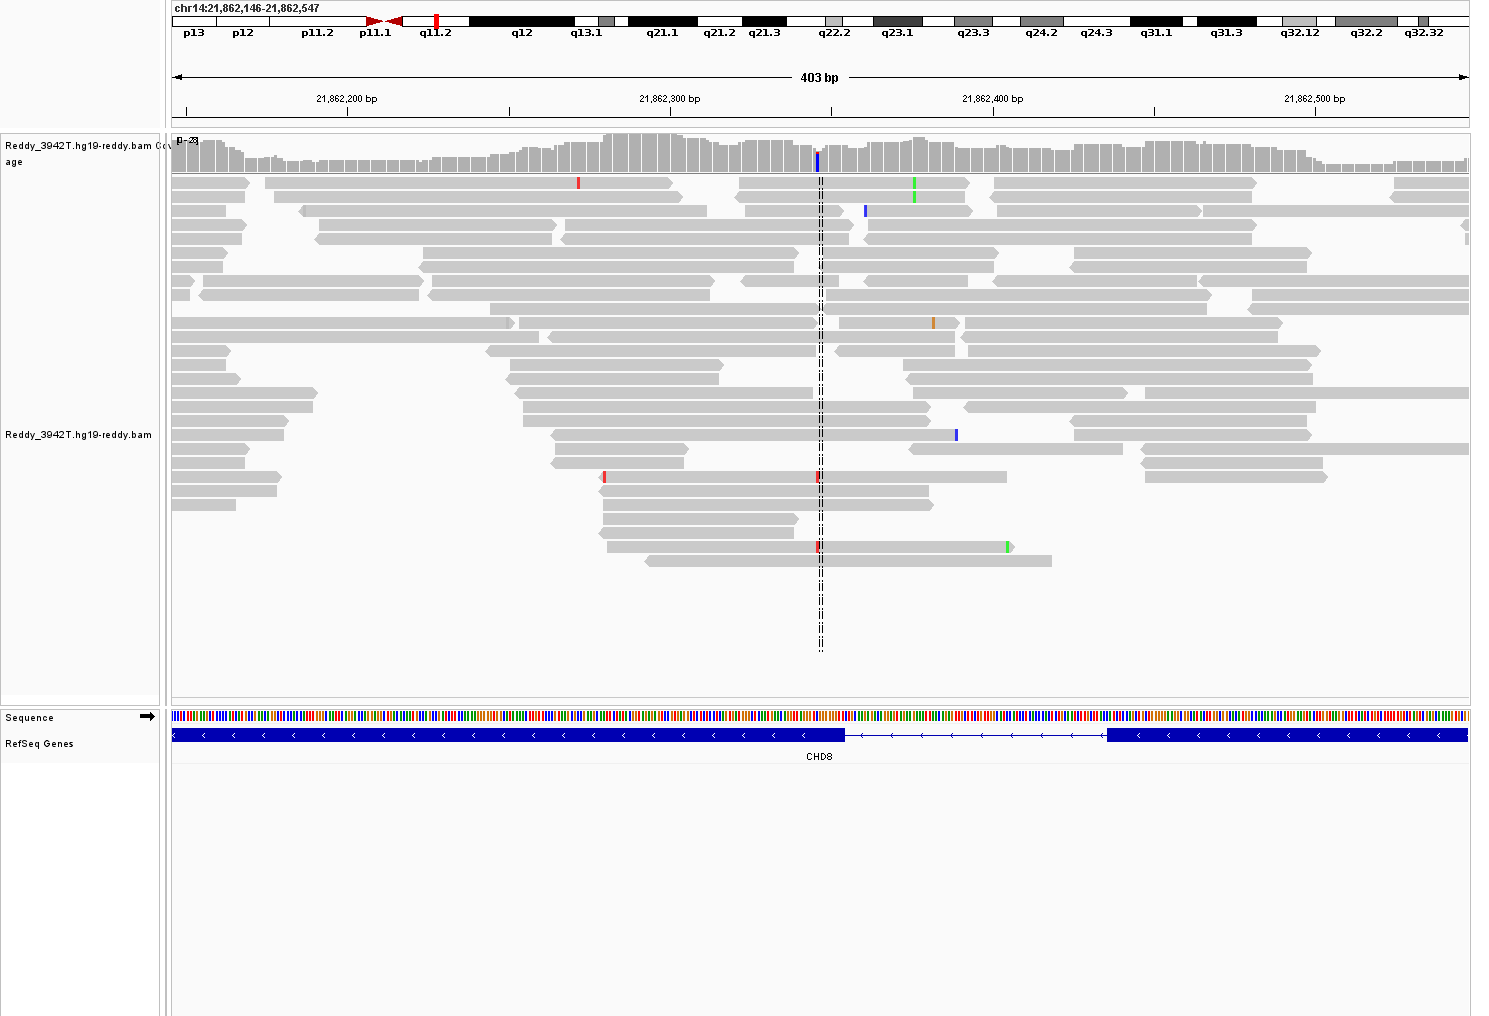 chr14:21,862,146-21,862,547
p13 p12 p11.2 p11.1 q11.2 q12 q13.1 q21.1 q21.2 q21.3 q22.2 q23.1 q23.3 q24.2 q24.3 q31.1 q31.3 q32.12 q32.2 q32.32
403 bp
21,862,200 bp 21,862,300 bp 21,862,400 bp 21,862,500 bp
Reddy_3942T.hg19-reddy.bam Cov
age
[0-28]
Reddy_3942T.hg19-reddy.bam
Sequence
RefSeq Genes
CHD8